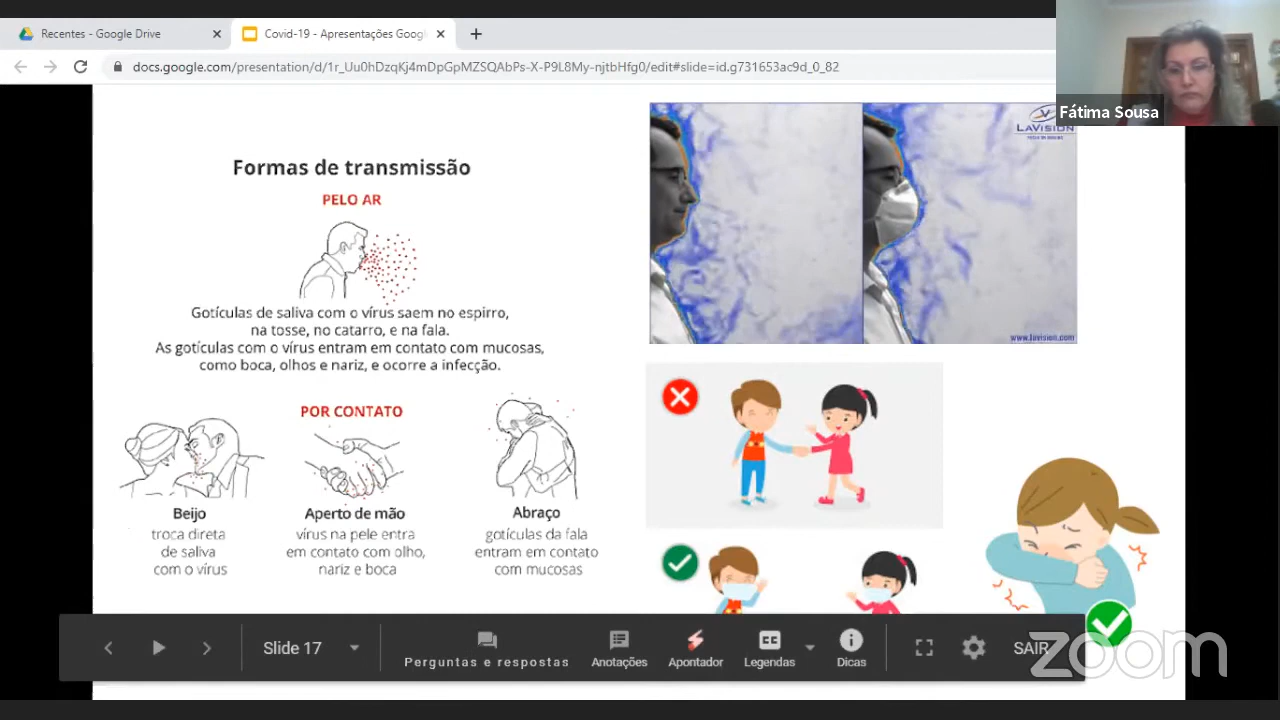 Recentes - Google Drive
Covid-19 - Apresentações Goog
docs.google.com/presentation/d/1r_Uu0hDzqKj4mDpGpMZSQAbPs-X-P9L8My-njtbHfg0/edit#slide=id.g731653ac9d_0_82
Fátima Sousa
LAVISION
Formas de transmissão
PELO AR
Gotículas de saliva com o vírus saem no espirro,
na tosse, no catarro, e na fala.
As gotículas com o vírus entram em contato com mucosas,
como boca, olhos e nariz, e ocorre a infecção.
www.lavision.com
POR CONTATO
Beijo
troca direta
de saliva
com o vírus
Aperto de mão
vírus na pele entra
em contato com olho,
nariz e boca
Abraço
gotículas da fala
entram em contato
com mucosas
Slide 17
Perguntas e respostas
Anotações
Apontador
CC
Legendas
Dicas
SAIR
zoom